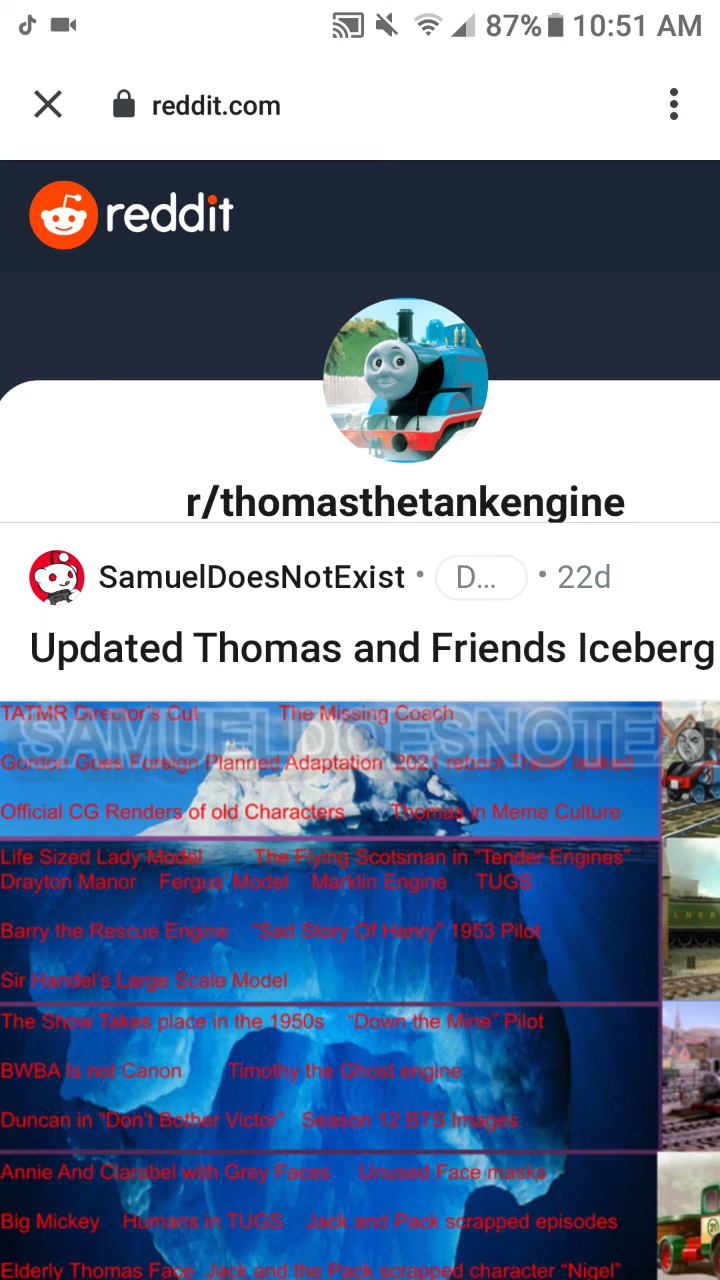 87% 10:51 AM
reddit.com
reddit
r/thomasthetankengine
SamuelDoesNotExist • D... • 22d
Updated Thomas and Friends Iceberg
SAMUELDOESNOTEX
TATMR Director's Cut The Missing Coach
Gordon Goes Foreign Planned Adaptation 2021 reboot Trailer leaked
Official CG Renders of old Characters Thomas in Meme Culture
Life Sized Lady Model The Flying Scotsman in "Tender Engines"
Drayton Manor Fergus' Model Marklin Engine TUGS
Barry the Rescue Engine "Sad Story Of Henry" 1953 Pilot
Sir Handel's Large Scale Model
The Show Takes place in the 1950s "Down the Mine" Pilot
BWBA Is not Canon Timothy the Ghost engine
Duncan in "Don't Bother Victor" Season 12 BTS Images
Annie And Clarabel with Grey Faces Unused Face masks
Big Mickey Humans in TUGS Jack and Pack scrapped episodes
Elderly Thomas Face Jack and the Pack scrapped character "Nigel"
LNER